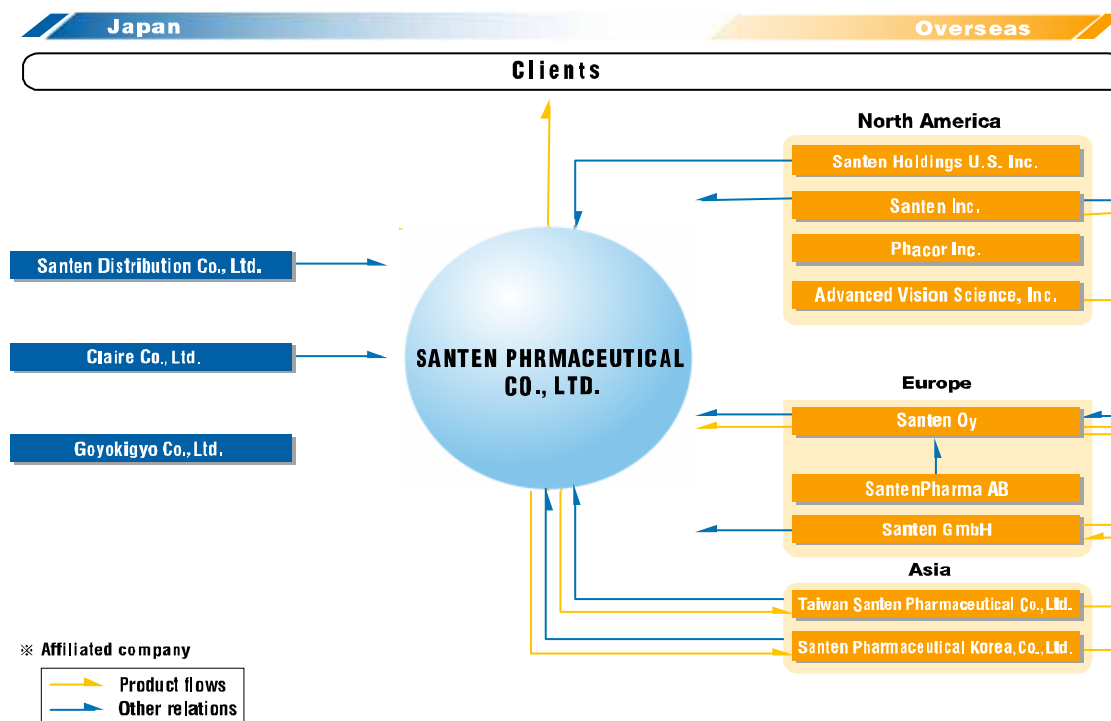 Japan
Overseas
Clients
North America
Santen Holdings U.S. Inc.
Santen Inc.
Phacor Inc.
Advanced Vision Science, Inc.
Santen Distribution Co., Ltd.
Claire Co., Ltd.
Goyokigyo Co., Ltd.
SANTEN PHRMACEUTICAL
CO., LTD.
Europe
Santen Oy
SantenPharma AB
Santen GmbH
Asia
Taiwan Santen Pharmaceutical Co., Ltd.
Santen Pharmaceutical Korea, Co., Ltd.
※ Affiliated company
Product flows
Other relations